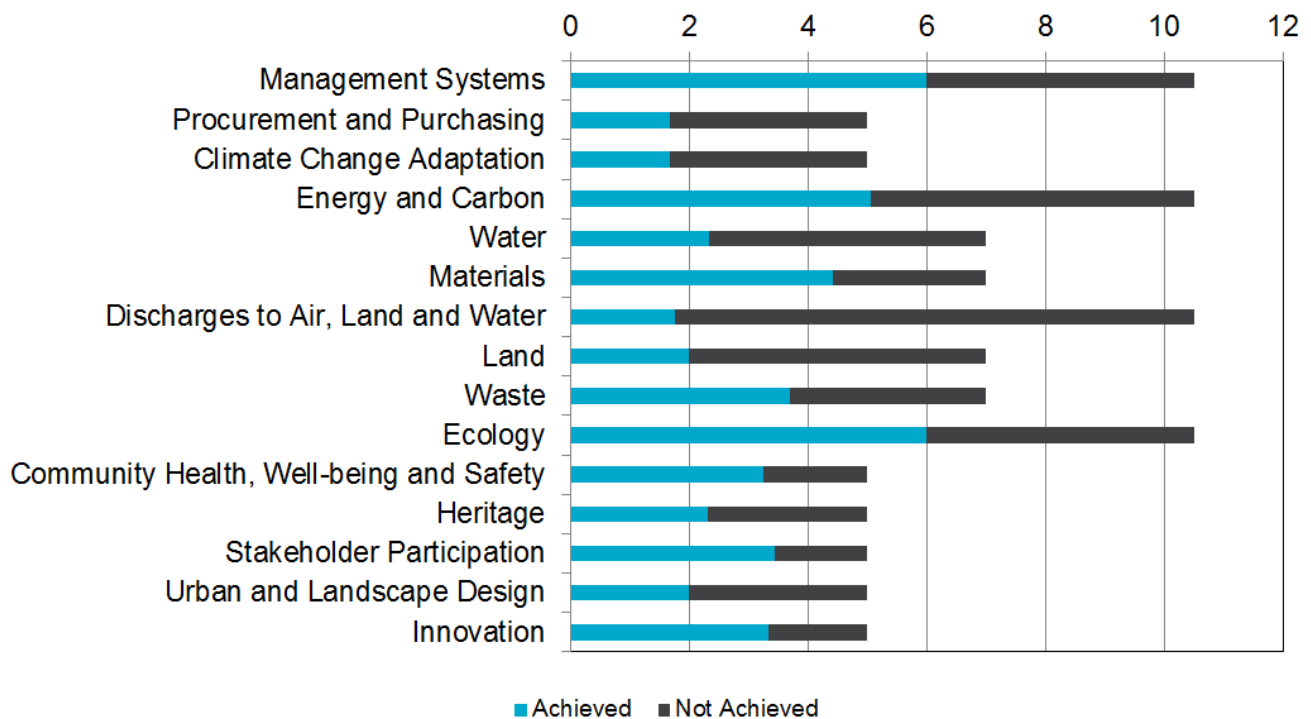 0 2 4 6 8 10 12
Management Systems
Procurement and Purchasing
Climate Change Adaptation
Energy and Carbon
Water
Materials
Discharges to Air, Land and Water
Land
Waste
Ecology
Community Health, Well-being and Safety
Heritage
Stakeholder Participation
Urban and Landscape Design
Innovation
Achieved Not Achieved